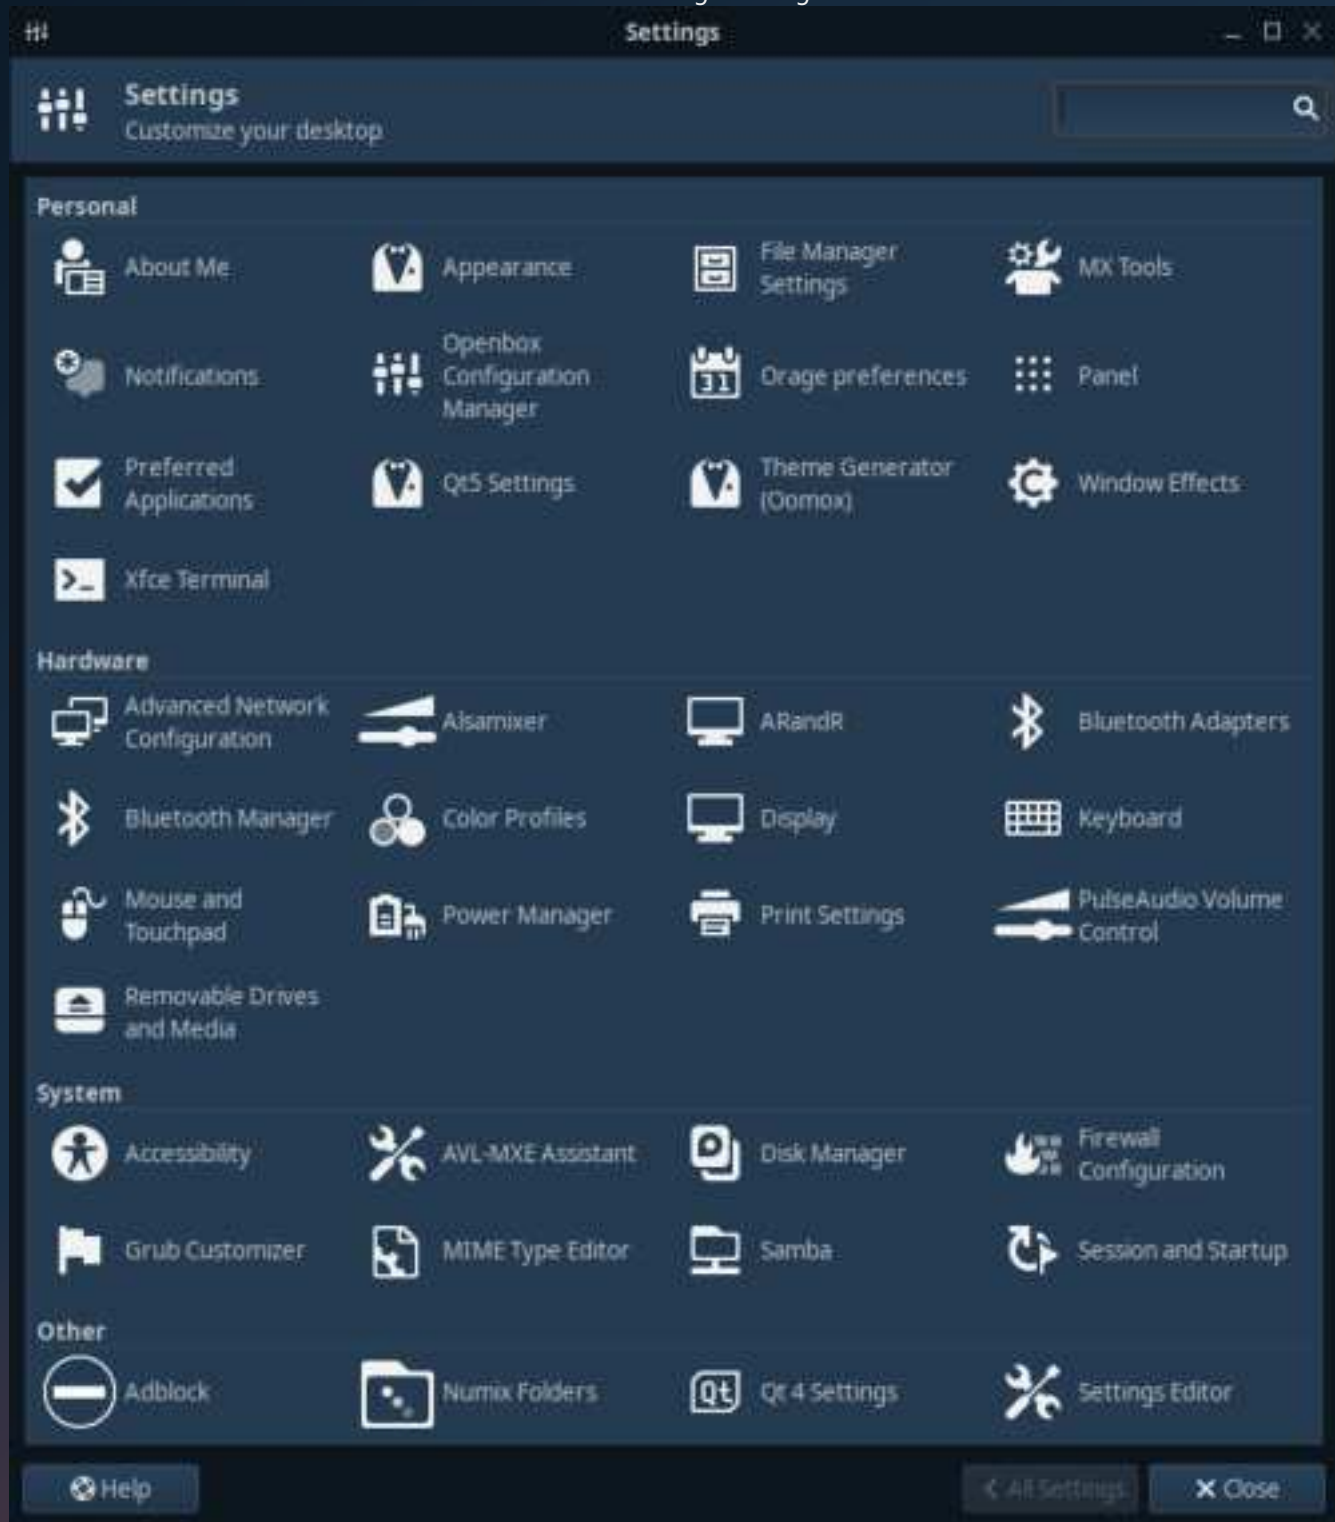 Settings
Settings
Customize your desktop
Personal
About Me
Appearance
File Manager
Settings
MX Tools
Notifications
Openbox
Configuration
Manager
31
Orage preferences
Panel
Preferred
Applications
Qt5 Settings
Theme Generator
(Oomox)
Window Effects
Xfce Terminal
Hardware
Advanced Network
Configuration
Alsamixer
ARandR
Bluetooth Adapters
Bluetooth Manager
Color Profiles
Display
Keyboard
Mouse and
Touchpad
Power Manager
Print Settings
PulseAudio Volume
Control
Removable Drives
and Media
System
Accessibility
AVL-MXE Assistant
Disk Manager
Firewall
Configuration
Grub Customizer
MIME Type Editor
Samba
Session and Startup
Other
Adblock
Numix Folders
Qt
Qt 4 Settings
Settings Editor
Help
All Settings
Close